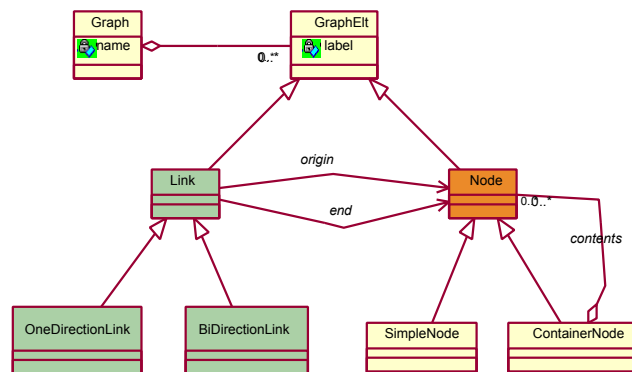 Graph
name
GraphElt
label
0..*
origin
Link
Node
end
0..*
contents
OneDirectionLink
BiDirectionLink
SimpleNode
ContainerNode